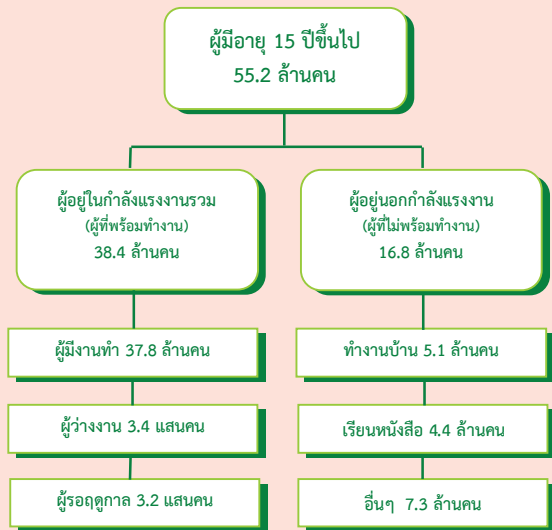 ผู้มีอายุ 15 ปีขึ้นไป
55.2 ล้านคน
ผู้อยู่ในกำลังแรงงานรวม
(ผู้ที่พร้อมทำงาน)
38.4 ล้านคน
ผู้มีงานทำ 37.8 ล้านคน
ผู้ว่างงาน 3.4 แสนคน
ผู้รอฤดูกาล 3.2 แสนคน
ผู้อยู่นอกกำลังแรงงาน
(ผู้ที่ไม่พร้อมทำงาน)
16.8 ล้านคน
ทำงานบ้าน 5.1 ล้านคน
เรียนหนังสือ 4.4 ล้านคน
อื่นๆ 7.3 ล้านคน